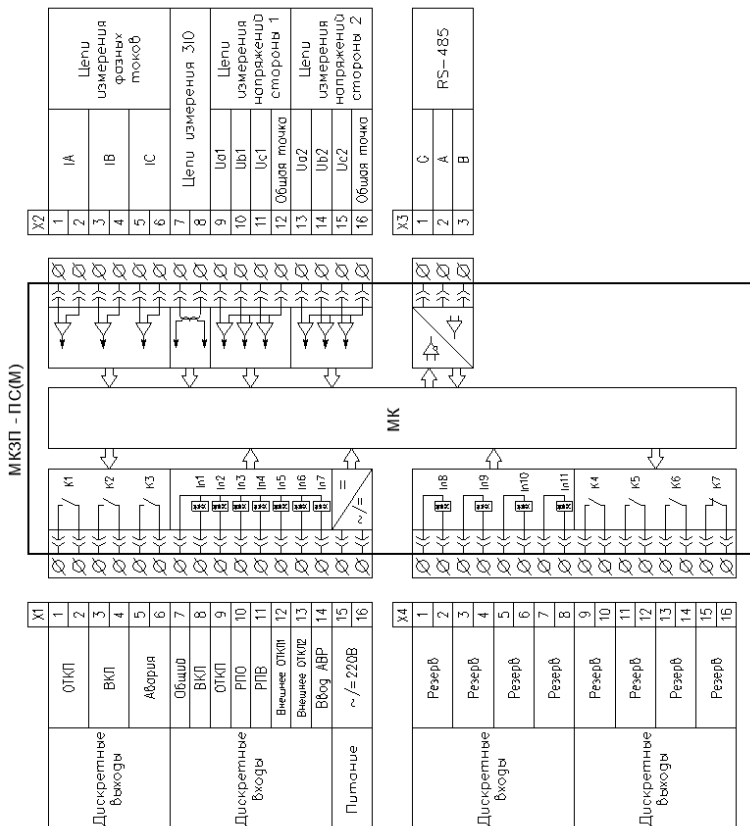 X2
1
2
3
4
5
6
7
8
9
10
11
12
13
14
15
16
IA
IB
IC
Цепи
измерения
фазных
токов
Цепи измерения 3I0
Ua1
Ub1
Uc1
Общая точка
Цепи
измерения
напряжений
стороны 1
Ua2
Ub2
Uc2
Общая точка
Цепи
измерения
напряжений
стороны 2
X3
1
2
3
C
A
B
RS-485
МКЗП - ПС(М)
МК
K1
K2
K3
In1
In2
In3
In4
In5
In6
In7
=
~/=
In8
In9
In10
In11
K4
K5
K6
K7
X1
1
2
3
4
5
6
7
8
9
10
11
12
13
14
15
16
ОТКЛ
ВКЛ
Авария
Общий
ВКЛ
ОТКЛ
РПО
РПВ
Внешнее ОТКЛ1
Внешнее ОТКЛ2
Ввод АВР
~/= 220В
Дискретные
выходы
Дискретные
входы
Питание
X4
1
2
3
4
5
6
7
8
9
10
11
12
13
14
15
16
Резерв
Резерв
Резерв
Резерв
Резерв
Резерв
Резерв
Резерв
Дискретные
входы
Дискретные
выходы